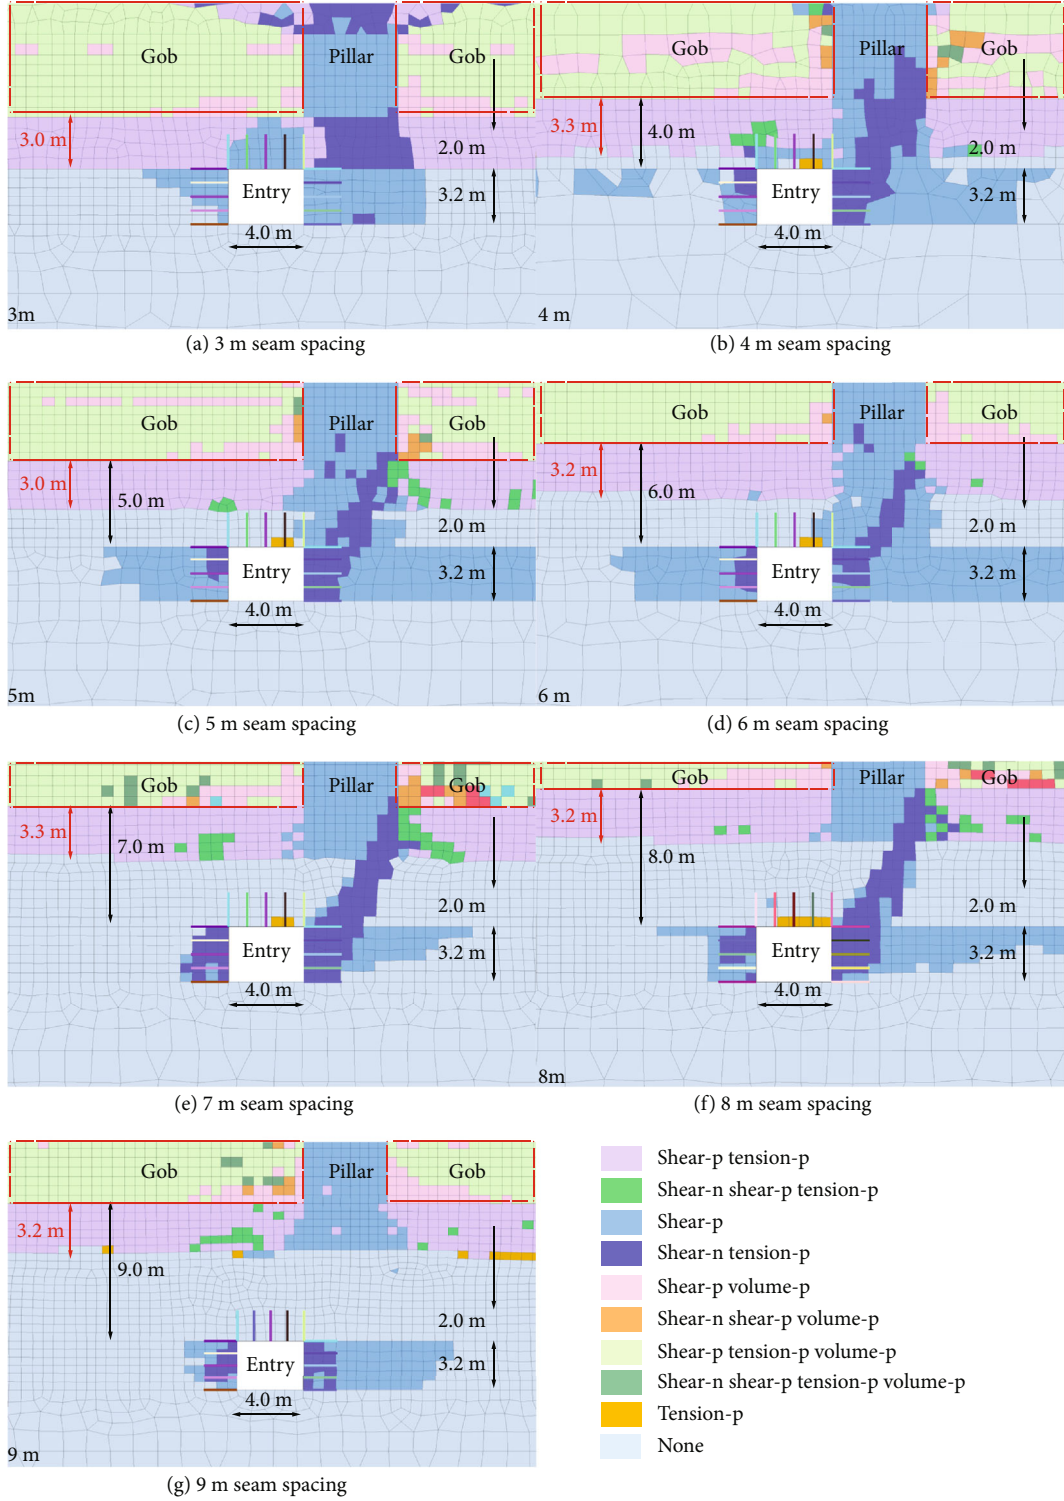 Gob
Pillar
Gob
3.0 m
2.0 m
Entry
3.2 m
4.0 m
3m
(a) 3 m seam spacing
Pillar
Gob
3.3 m
4.0 m
2.0 m
Entry
3.2 m
4.0 m
4 m
(b) 4 m seam spacing
Gob
Pillar
Gob
3.0 m
5.0 m
2.0 m
Entry
3.2 m
4.0 m
5m
(c) 5 m seam spacing
Gob
Pillar
Gob
3.2 m
6.0 m
2.0 m
Entry
3.2 m
4.0 m
6 m
(d) 6 m seam spacing
Gob
Pillar
Gob
3.3 m
7.0 m
2.0 m
Entry
3.2 m
4.0 m
(e) 7 m seam spacing
Gob
Pillar
Gob
3.2 m
8.0 m
2.0 m
Entry
3.2 m
4.0 m
8m
(f) 8 m seam spacing
Gob
Pillar
Gob
3.2 m
9.0 m
2.0 m
Entry
3.2 m
4.0 m
9 m
(g) 9 m seam spacing
Shear-p tension-p
Shear-n shear-p tension-p
Shear-p
Shear-n tension-p
Shear-p volume-p
Shear-n shear-p volume-p
Shear-p tension-p volume-p
Shear-n shear-p tension-p volume-p
Tension-p
None